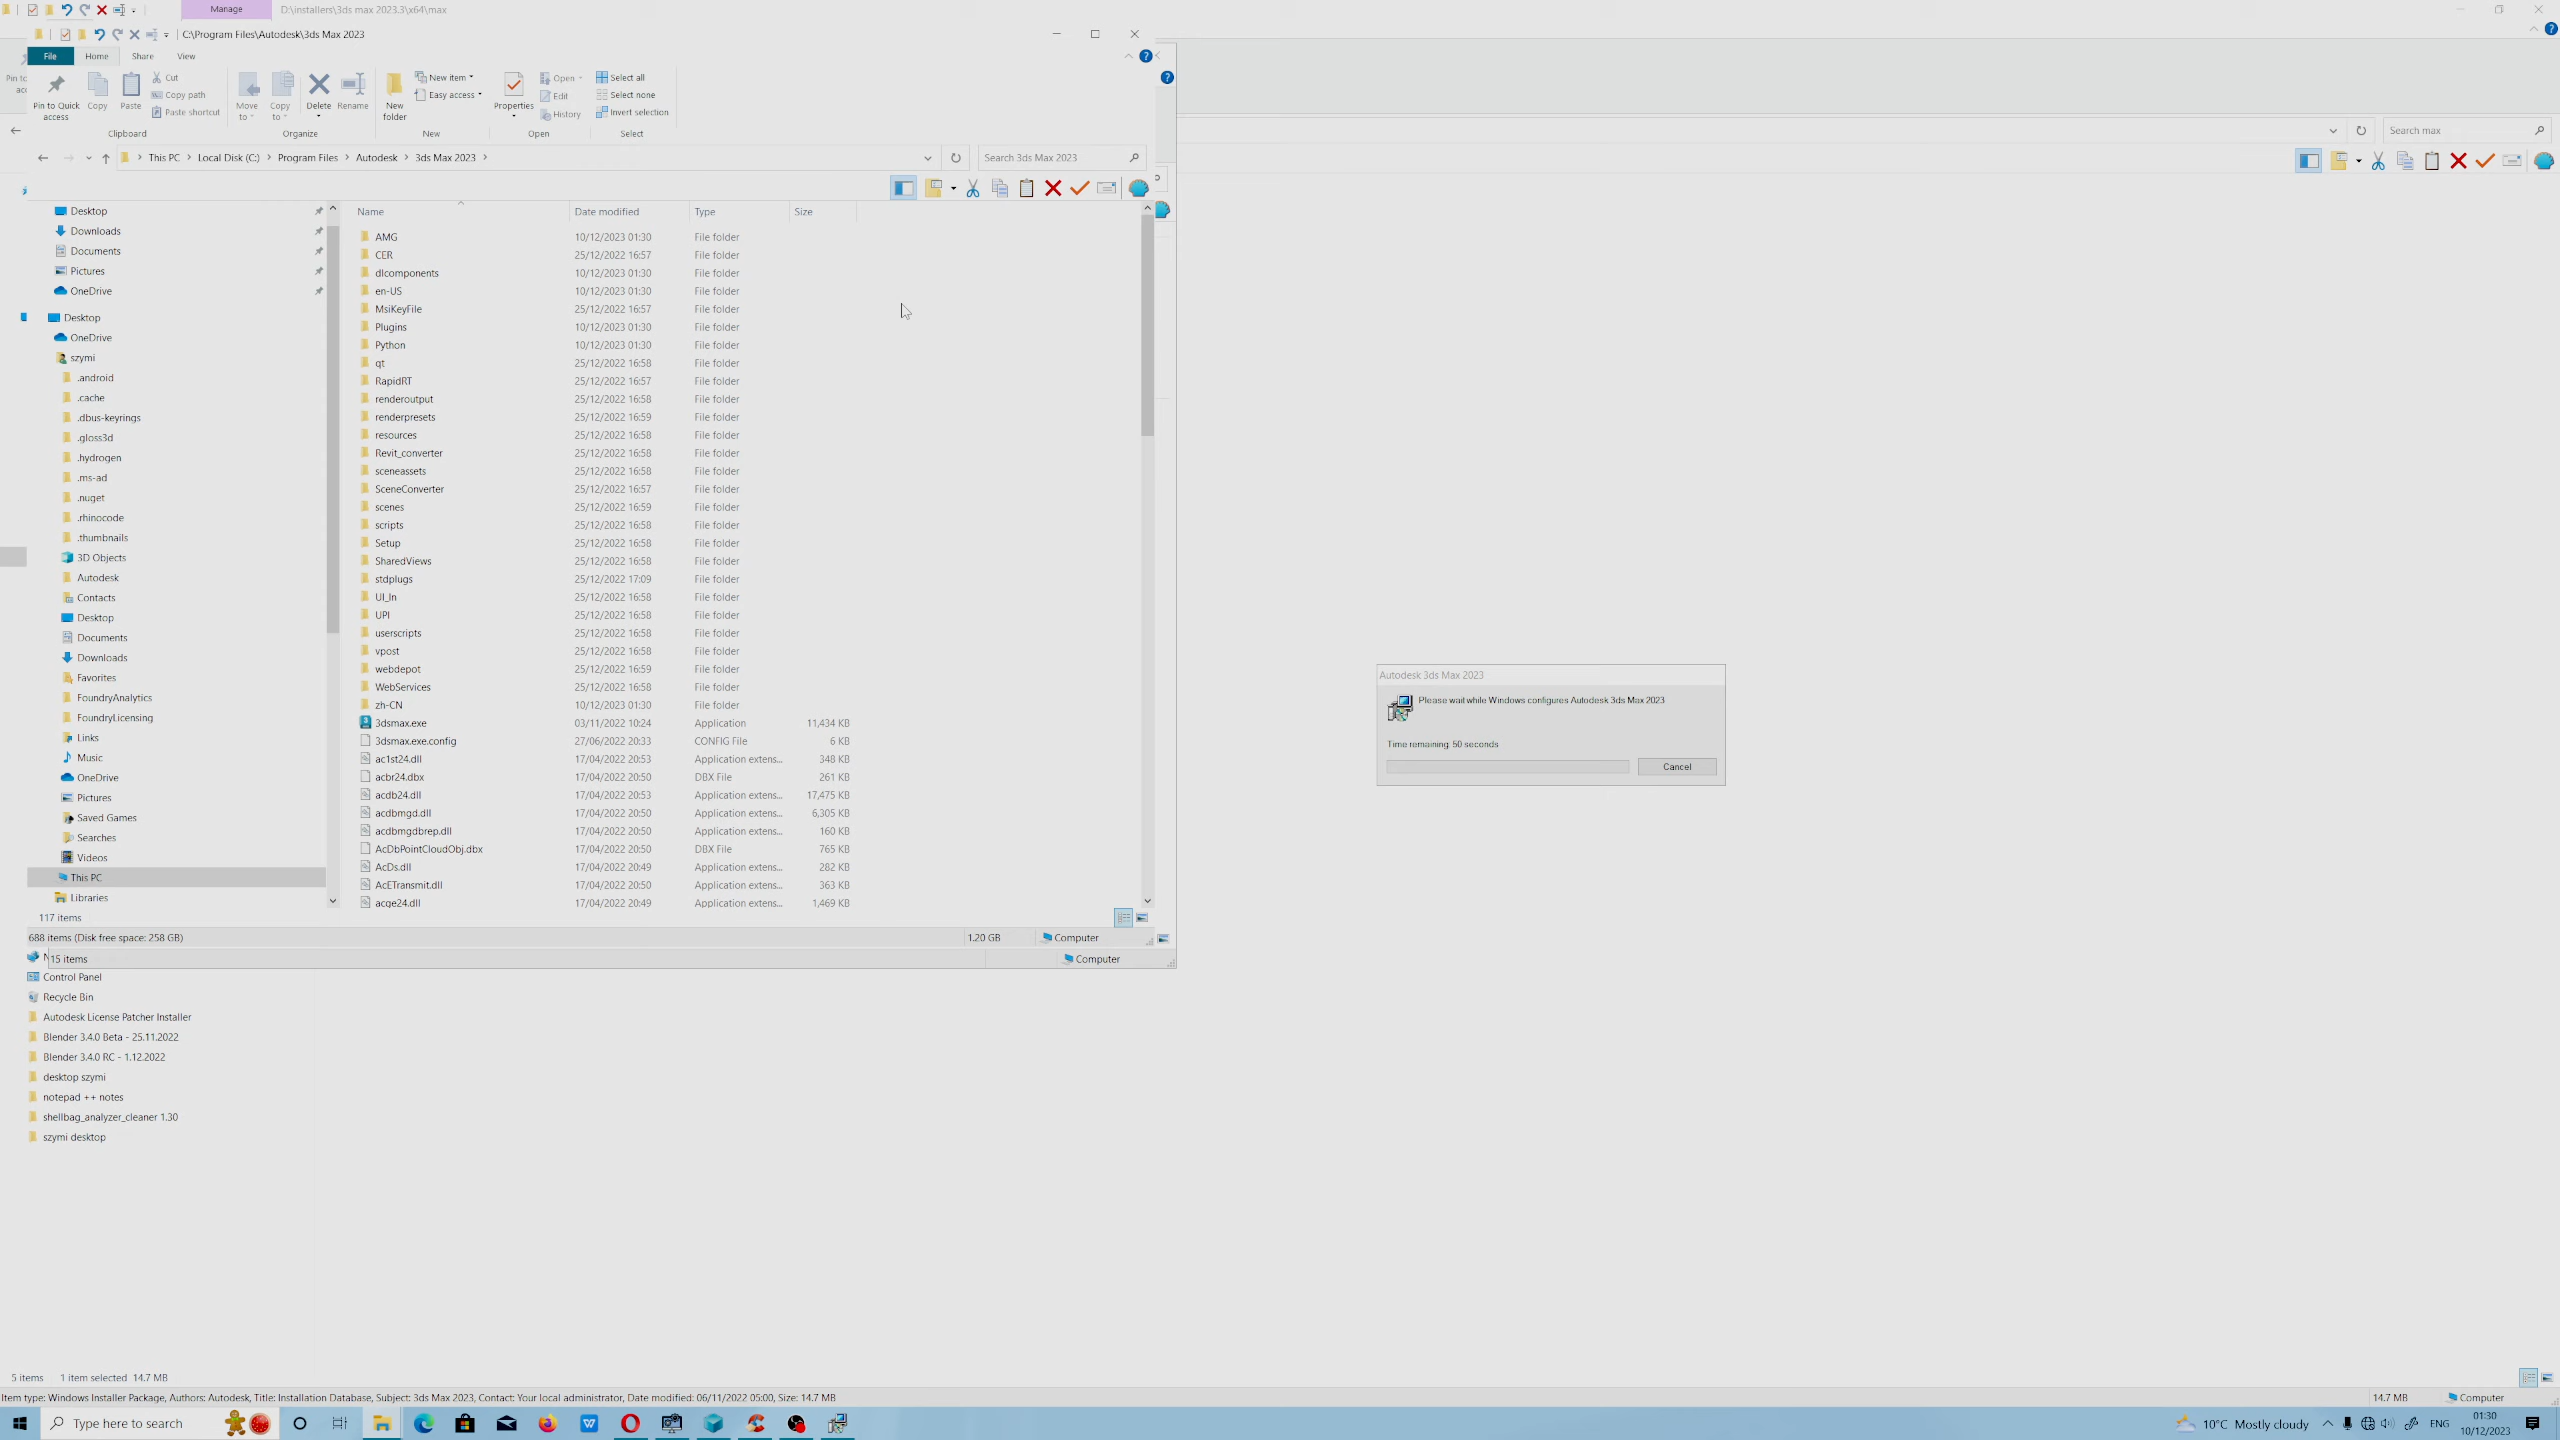 Manage
D:\installers\3ds max 2023.3\x64\max
C:\Program Files\Autodesk\3ds Max 2023
File
Home
Share
View
Pin to Quick access
Copy
Paste
Cut
Copy path
Paste shortcut
Move to
Copy to
Delete
Rename
New folder
New item
Easy access
Properties
Open
Edit
History
Select all
Select none
Invert selection
Clipboard
Organize
New
Open
Select
Search max
This PC > Local Disk (C:) > Program Files > Autodesk > 3ds Max 2023 >
Search 3ds Max 2023
Desktop
Downloads
Documents
Pictures
OneDrive
Desktop
OneDrive
szymi
.android
.cache
.dbus-keyrings
.gloss3d
.hydrogen
.ms-ad
.nuget
.rhinocode
.thumbnails
3D Objects
Autodesk
Contacts
Desktop
Documents
Downloads
Favorites
FoundryAnalytics
FoundryLicensing
Links
Music
OneDrive
Pictures
Saved Games
Searches
Videos
This PC
Libraries
Name Date modified Type Size
AMG 10/12/2023 01:30 File folder
CER 25/12/2022 16:57 File folder
dlcomponents 10/12/2023 01:30 File folder
en-US 10/12/2023 01:30 File folder
MsiKeyFile 25/12/2022 16:57 File folder
Plugins 10/12/2023 01:30 File folder
Python 10/12/2023 01:30 File folder
qt 25/12/2022 16:58 File folder
RapidRT 25/12/2022 16:57 File folder
renderoutput 25/12/2022 16:58 File folder
renderpresets 25/12/2022 16:59 File folder
resources 25/12/2022 16:58 File folder
Revit_converter 25/12/2022 16:58 File folder
sceneassets 25/12/2022 16:58 File folder
SceneConverter 25/12/2022 16:57 File folder
scenes 25/12/2022 16:59 File folder
scripts 25/12/2022 16:58 File folder
Setup 25/12/2022 16:58 File folder
SharedViews 25/12/2022 16:58 File folder
stdplugs 25/12/2022 17:09 File folder
UI_ln 25/12/2022 16:58 File folder
UPI 25/12/2022 16:58 File folder
userscripts 25/12/2022 16:58 File folder
vpost 25/12/2022 16:58 File folder
webdepot 25/12/2022 16:59 File folder
WebServices 25/12/2022 16:58 File folder
zh-CN 10/12/2023 01:30 File folder
3dsmax.exe 03/11/2022 10:24 Application 11,434 KB
3dsmax.exe.config 27/06/2022 20:33 CONFIG File 6 KB
ac1st24.dll 17/04/2022 20:53 Application extens... 348 KB
acbr24.dbx 17/04/2022 20:50 DBX File 261 KB
acdb24.dll 17/04/2022 20:53 Application extens... 17,475 KB
acdbmgd.dll 17/04/2022 20:50 Application extens... 6,305 KB
acdbmgdbrep.dll 17/04/2022 20:50 Application extens... 160 KB
AcDbPointCloudObj.dbx 17/04/2022 20:50 DBX File 765 KB
AcDs.dll 17/04/2022 20:49 Application extens... 282 KB
AcETransmit.dll 17/04/2022 20:50 Application extens... 363 KB
acge24.dll 17/04/2022 20:49 Application extens... 1,469 KB
117 items
688 items (Disk free space: 258 GB) 1.20 GB Computer
15 items Computer
Control Panel
Recycle Bin
Autodesk License Patcher Installer
Blender 3.4.0 Beta - 25.11.2022
Blender 3.4.0 RC - 1.12.2022
desktop szymi
notepad ++ notes
shellbag_analyzer_cleaner 1.30
szymi desktop
Autodesk 3ds Max 2023
Please wait while Windows configures Autodesk 3ds Max 2023
Time remaining: 50 seconds
Cancel
5 items 1 item selected 14.7 MB
Item type: Windows Installer Package, Authors: Autodesk, Title: Installation Database, Subject: 3ds Max 2023, Contact: Your local administrator, Date modified: 06/11/2022 05:00, Size: 14.7 MB 14.7 MB Computer
Type here to search
10°C Mostly cloudy
ENG
01:30
10/12/2023